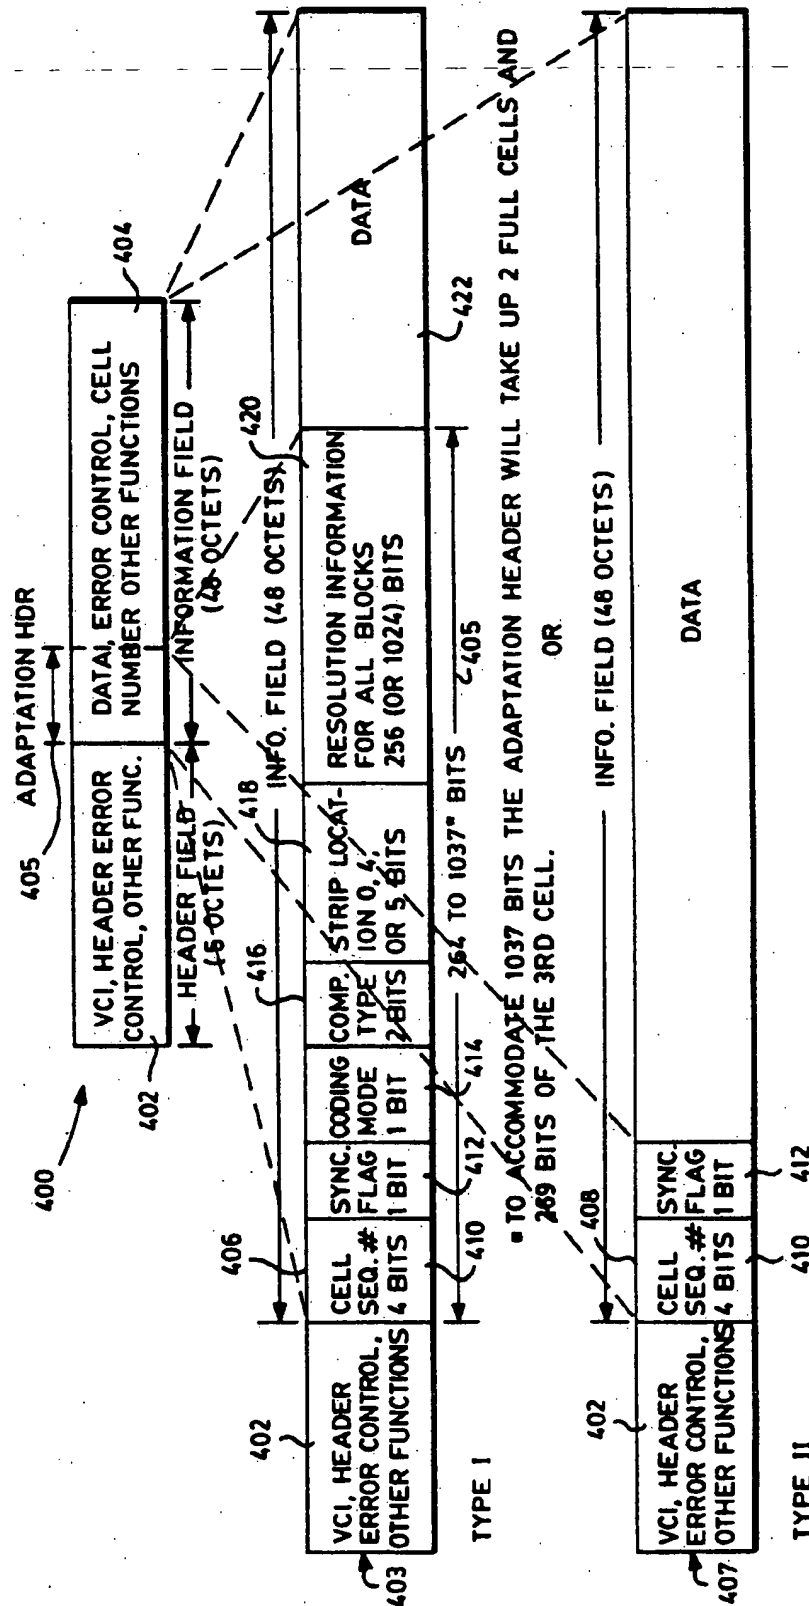 400
405
ADAPTATION HDR
VCI, HEADER ERROR
CONTROL, OTHER FUNC.
DATA1, ERROR CONTROL, CELL
NUMBER OTHER FUNCTIONS
402
404
HEADER FIELD
(5 OCTETS)
INFORMATION FIELD
(48 OCTETS)
INFO. FIELD (48 OCTETS)
402
406
416
418
420
403
VCI, HEADER
ERROR CONTROL,
OTHER FUNCTIONS
CELL
SEQ.#
4 BITS
SYNC.
FLAG
1 BIT
CODING
MODE
1 BIT
COMP.
TYPE
2 BITS
STRIP LOCAT-
ION 0, 4,
OR 5 BITS
RESOLUTION INFORMATION
FOR ALL BLOCKS
256 (OR 1024) BITS
DATA
410
412
414
422
264 TO 1037* BITS
405
TYPE I
* TO ACCOMMODATE 1037 BITS THE ADAPTATION HEADER WILL TAKE UP 2 FULL CELLS AND
269 BITS OF THE 3RD CELL.
OR
INFO. FIELD (48 OCTETS)
402
408
407
VCI, HEADER
ERROR CONTROL,
OTHER FUNCTIONS
CELL
SEQ.#
4 BITS
SYNC.
FLAG
1 BIT
DATA
410
412
TYPE II